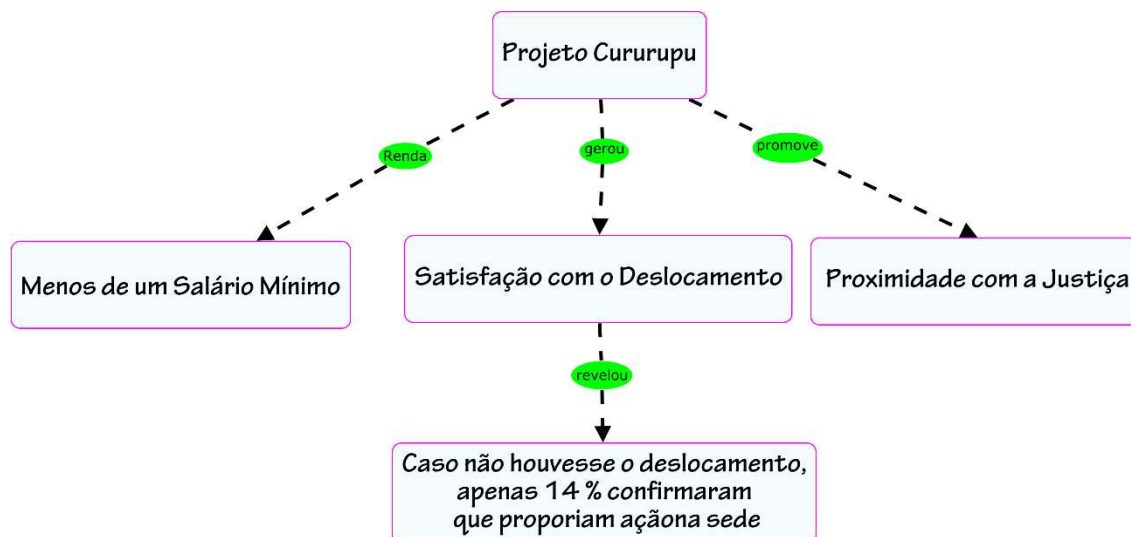 Projeto Cururupu
Renda
gerou
promove
Menos de um Salário Mínimo
Satisfação com o Deslocamento
Proximidade com a Justiça
revelou
Caso não houvesse o deslocamento,
apenas 14 % confirmaram
que proporiam açãona sede